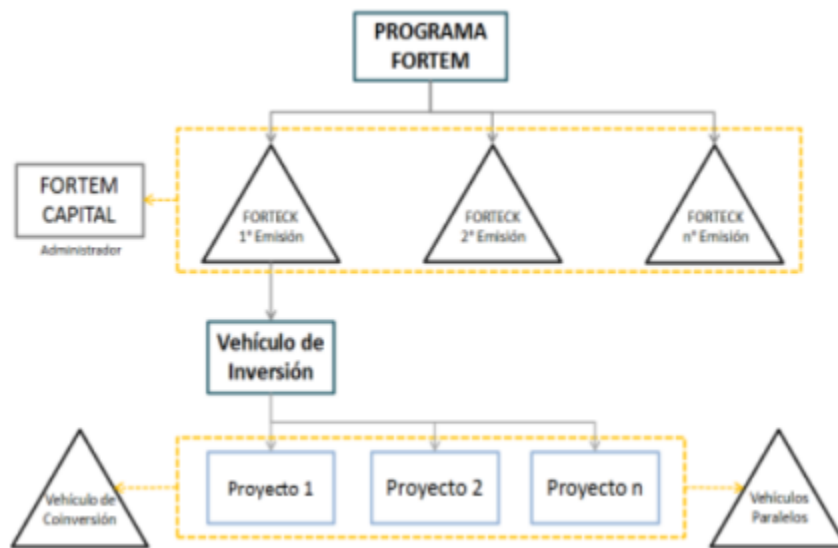 PROGRAMA
FORTEM
FORTEM
CAPITAL
Administrador
FORTECK
1° Emisión
FORTECK
2° Emisión
FORTECK
n° Emisión
Vehículo de
Inversión
Vehículo de
Coinversión
Proyecto 1
Proyecto 2
Proyecto n
Vehículos
Paralelos